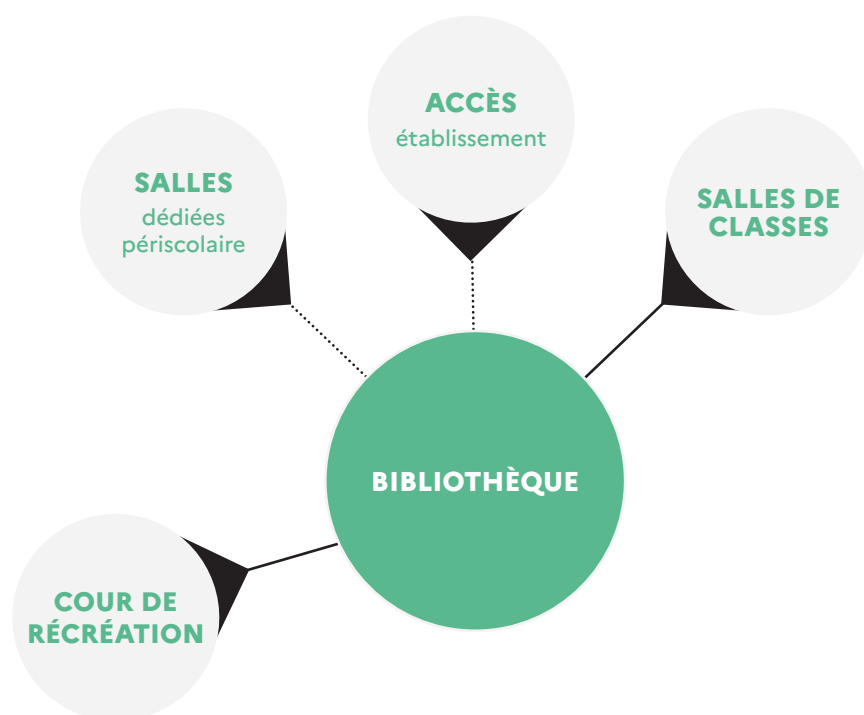 ACCÈS
établissement
SALLES
dédiées
périscolaire
SALLES DE
CLASSES
BIBLIOTHÈQUE
COUR DE
RÉCRÉATION